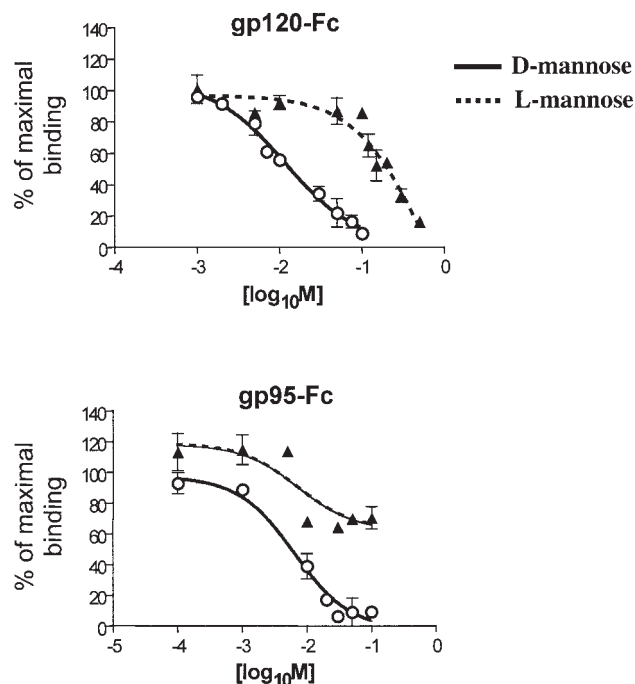 gp120-Fc
% of maximal
binding
140
120
100
80
60
40
20
0
-4 -3 -2 -1 0
[log₁₀M]
D-mannose
L-mannose
gp95-Fc
% of maximal
binding
140
120
100
80
60
40
20
0
-5 -4 -3 -2 -1 0
[log₁₀M]